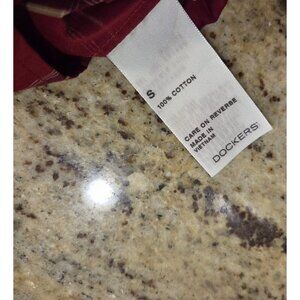 S
100% COTTON
CARE ON REVERSE
MADE IN
VIETNAM
DOCKERS